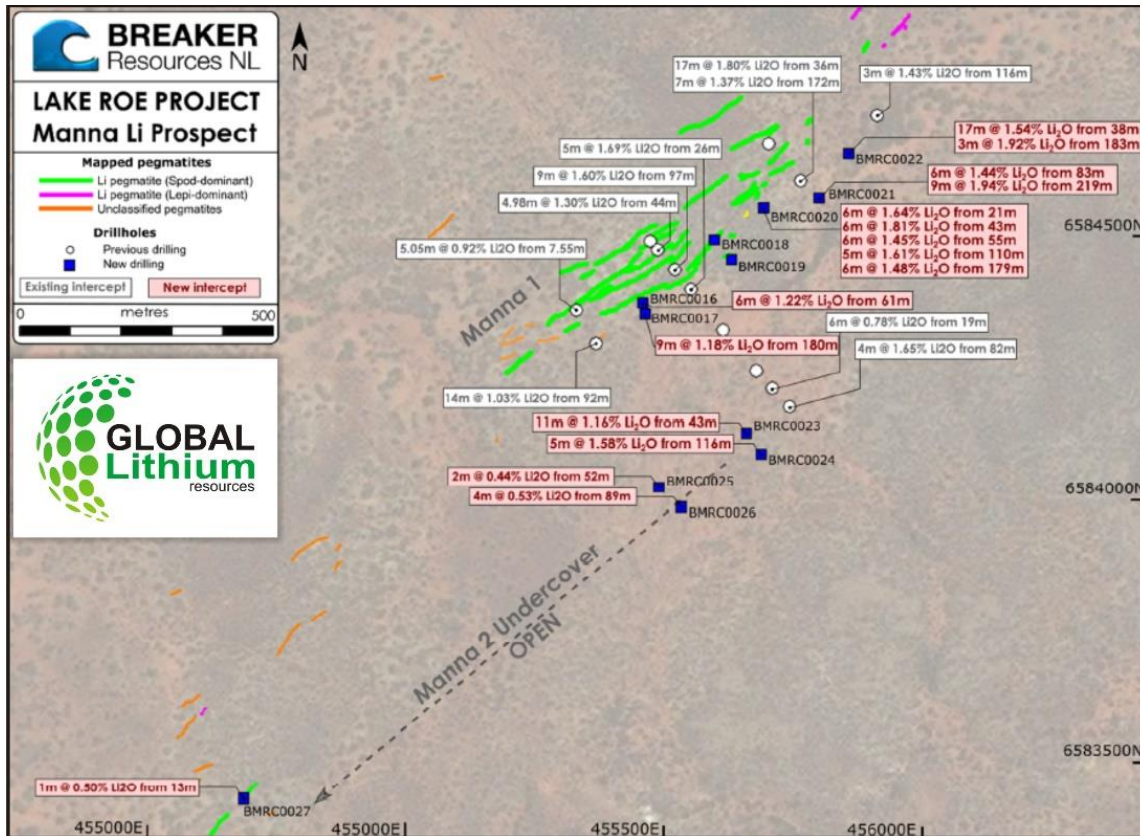 BREAKER
Resources NL
LAKE ROE PROJECT
Manna Li Prospect
Mapped pegmatites
Li pegmatite (Spod-dominant)
Li pegmatite (Lepi-dominant)
Unclassified pegmatites
Drillholes
Previous drilling
New drilling
Existing intercept
New intercept
0 metres 500
GLOBAL
Lithium
resources
N
17m @ 1.80% Li2O from 36m
7m @ 1.37% Li2O from 172m
3m @ 1.43% Li2O from 116m
17m @ 1.54% Li₂O from 38m
3m @ 1.92% Li₂O from 183m
BMRC0022
5m @ 1.69% Li2O from 26m
9m @ 1.60% Li2O from 97m
4.98m @ 1.30% Li2O from 44m
5.05m @ 0.92% Li2O from 7.55m
6m @ 1.44% Li₂O from 83m
9m @ 1.94% Li₂O from 219m
BMRC0021
BMRC0020
6m @ 1.64% Li₂O from 21m
6m @ 1.81% Li₂O from 43m
6m @ 1.45% Li₂O from 55m
5m @ 1.61% Li₂O from 110m
6m @ 1.48% Li₂O from 179m
6584500N
BMRC0018
BMRC0019
Manna 1
BMRC0016
BMRC0017
6m @ 1.22% Li₂O from 61m
9m @ 1.18% Li₂O from 180m
6m @ 0.78% Li2O from 19m
4m @ 1.65% Li2O from 82m
14m @ 1.03% Li2O from 92m
11m @ 1.16% Li₂O from 43m
BMRC0023
5m @ 1.58% Li₂O from 116m
BMRC0024
2m @ 0.44% Li2O from 52m
BMRC0025
4m @ 0.53% Li2O from 89m
BMRC0026
6584000N
Manna 2 Undercover
OPEN
6583500N
1m @ 0.50% Li2O from 13m
BMRC0027
455000E
455000E
455500E
456000E